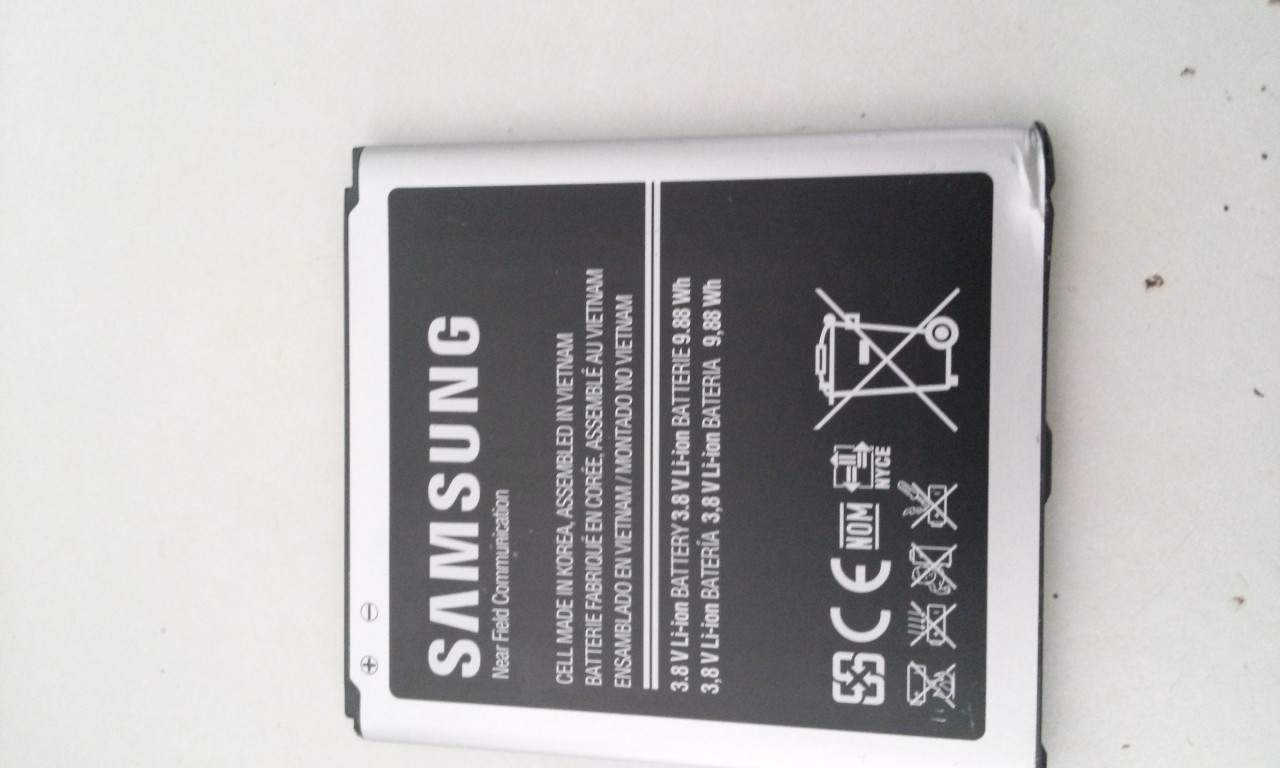 SAMSUNG
Near Field Communication
CELL MADE IN KOREA, ASSEMBLED IN VIETNAM
BATTERIE FABRIQUÉ EN CORÉE, ASSEMBLÉ AU VIETNAM
ENSAMBLADO EN VIETNAM / MONTADO NO VIETNAM
3.8 V Li-ion BATTERY 3.8 V Li-ion BATTERIE 9.88 Wh
3,8 V Li-ion BATERÍA 3,8 V Li-ion BATERIA 9,88 Wh
CE NOM NYCE